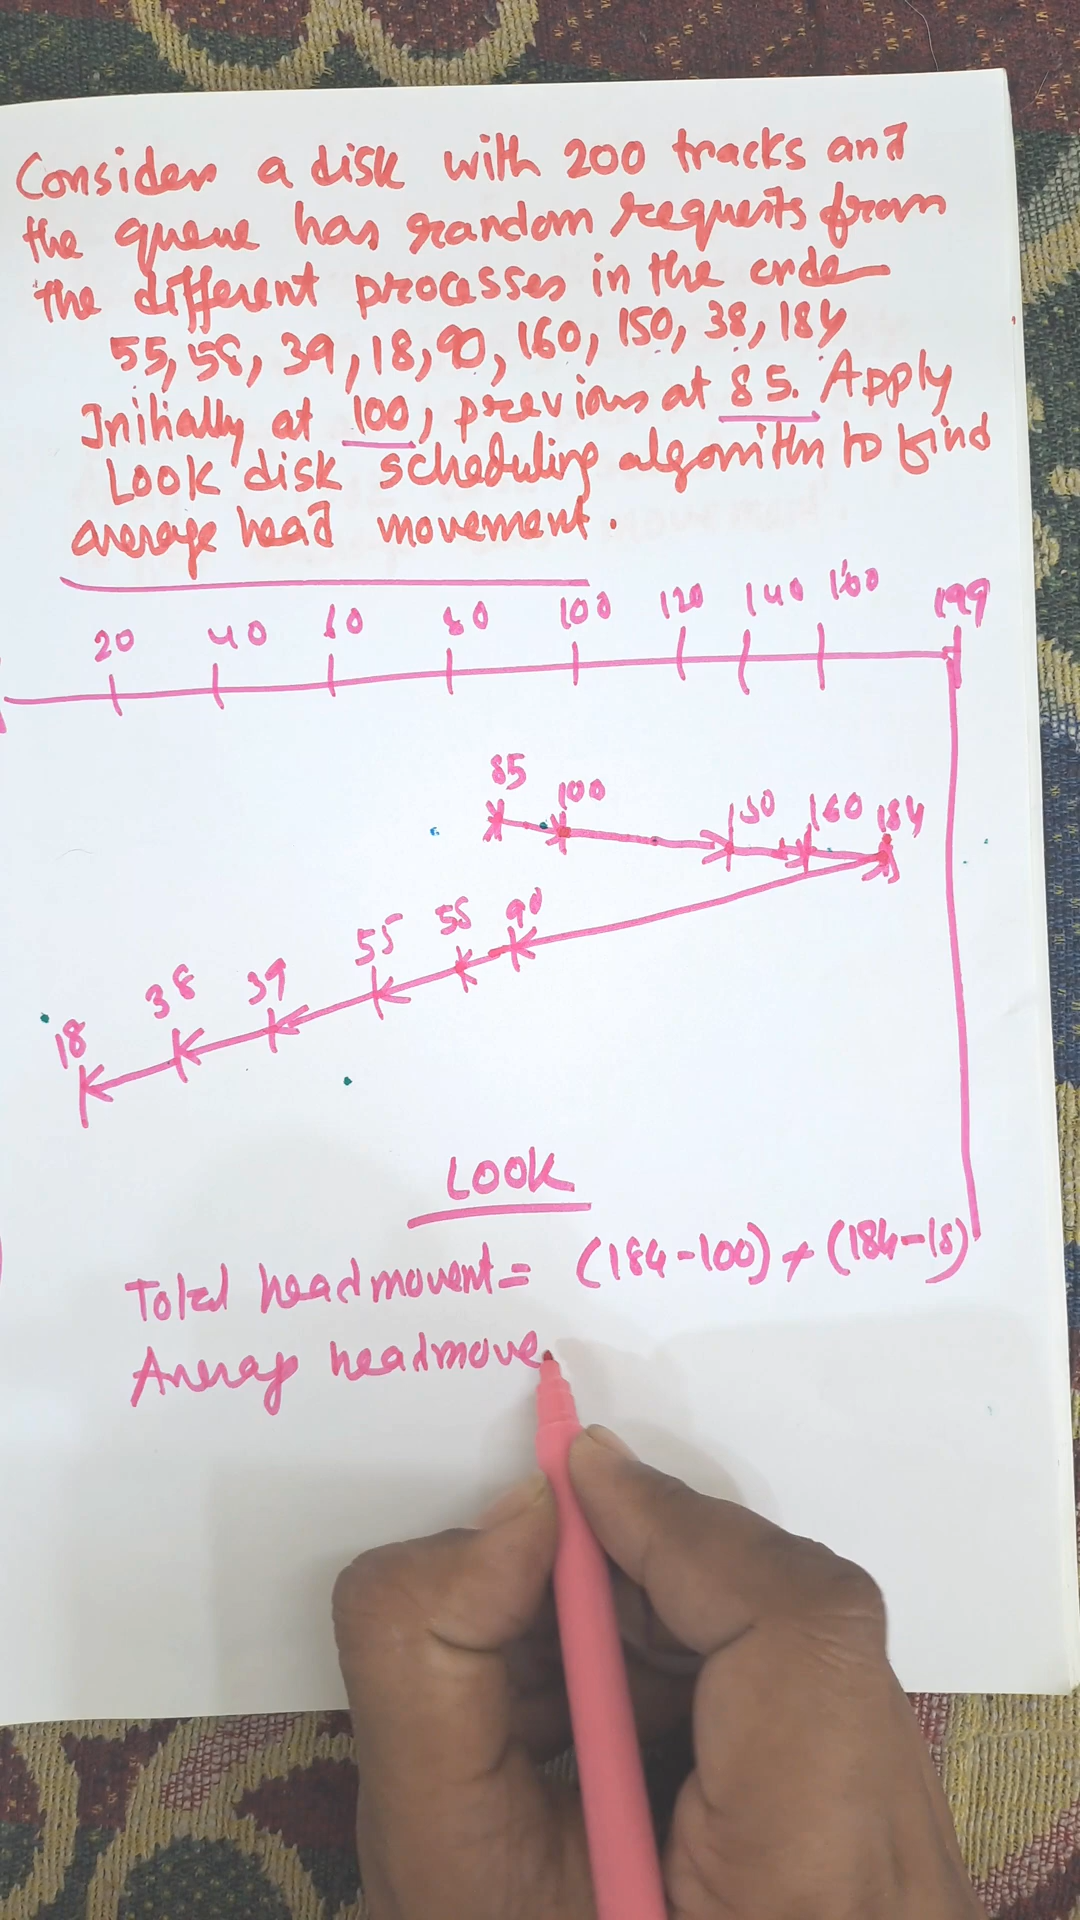 Consider a disk with 200 tracks and
the queue has random requests from
the different processes in the order
55, 58, 39, 18, 90, 160, 150, 38, 184
Initially at 100, previous at 85. Apply
Look disk scheduling algorithm to find
average head movement.
20 40 60 80 100 120 140 160 199
85 100 150 160 184
18 38 39 55 58 90
LOOK
Total headmovent = (184-100) + (184-18)
Average headmove